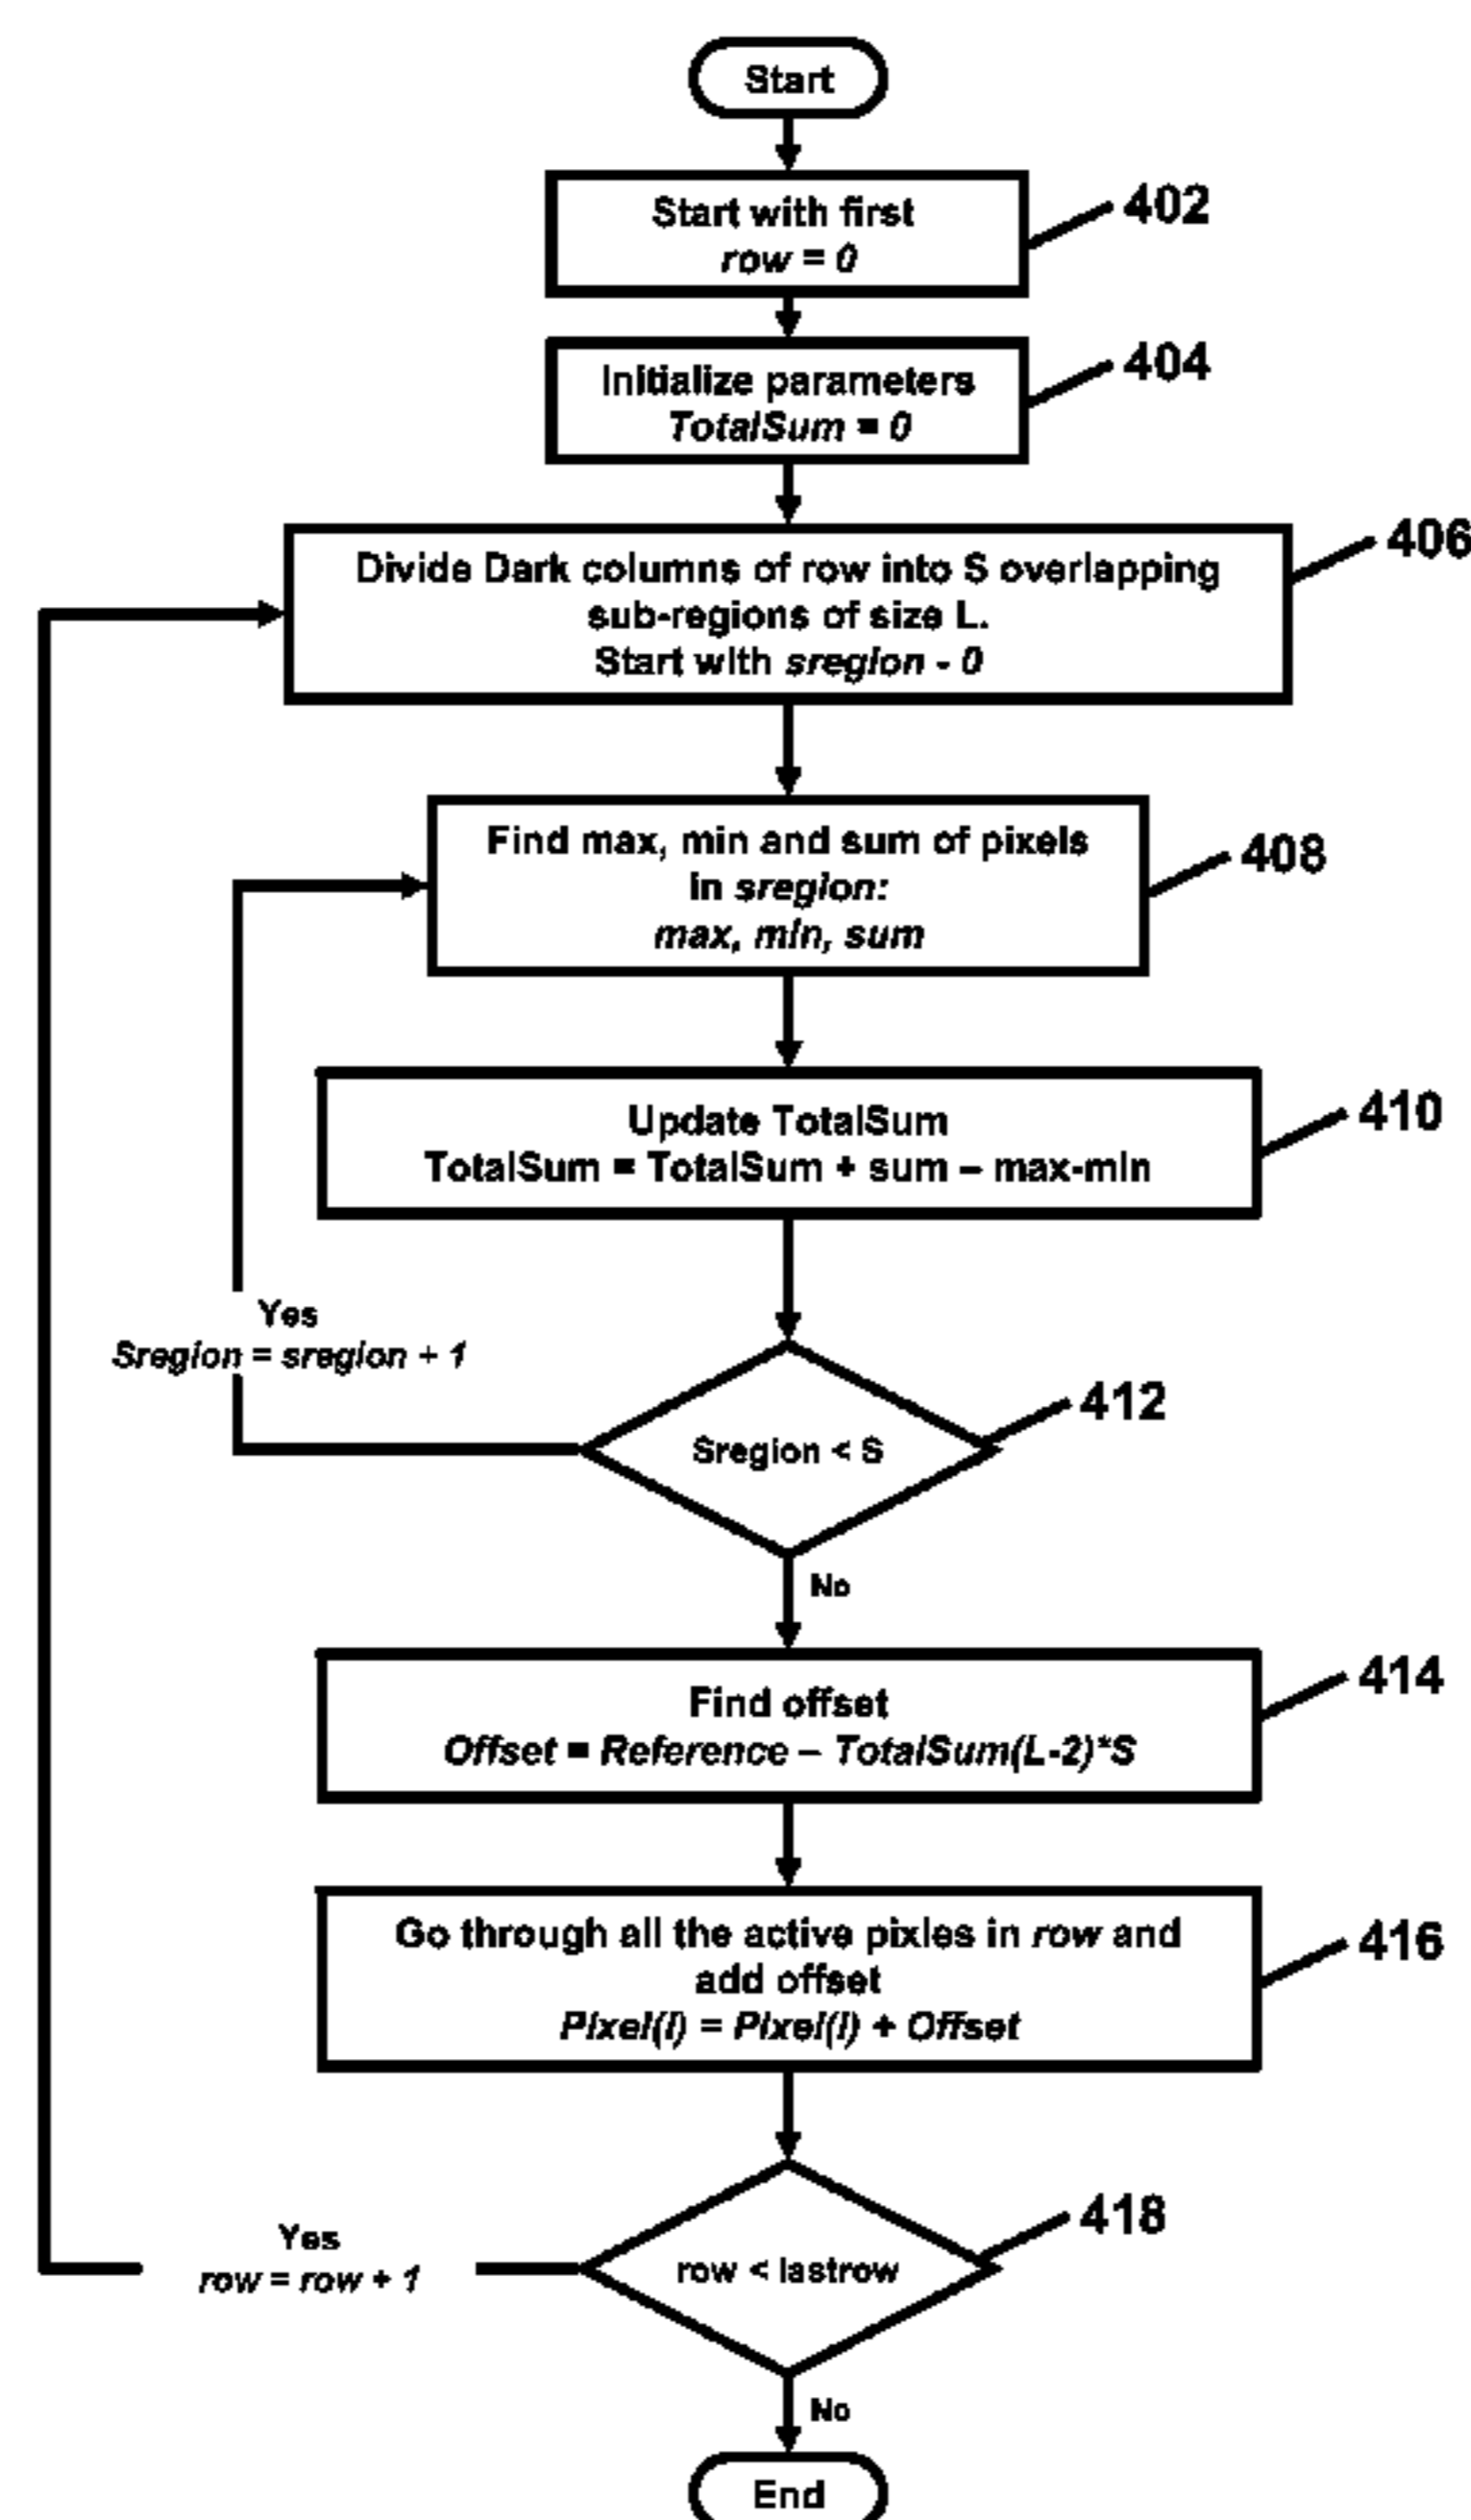 Start
Start with first
row = 0
402
Initialize parameters
TotalSum = 0
404
Divide Dark columns of row into S overlapping
sub-regions of size L.
Start with sregion - 0
406
Find max, min and sum of pixels
in sregion:
max, min, sum
408
Update TotalSum
TotalSum = TotalSum + sum – max-min
410
Yes
Sregion = sregion + 1
Sregion < S
412
No
Find offset
Offset = Reference – TotalSum(L-2)*S
414
Go through all the active pixles in row and
add offset
Pixel(i) = Pixel(i) + Offset
416
Yes
row = row + 1
row < lastrow
418
No
End